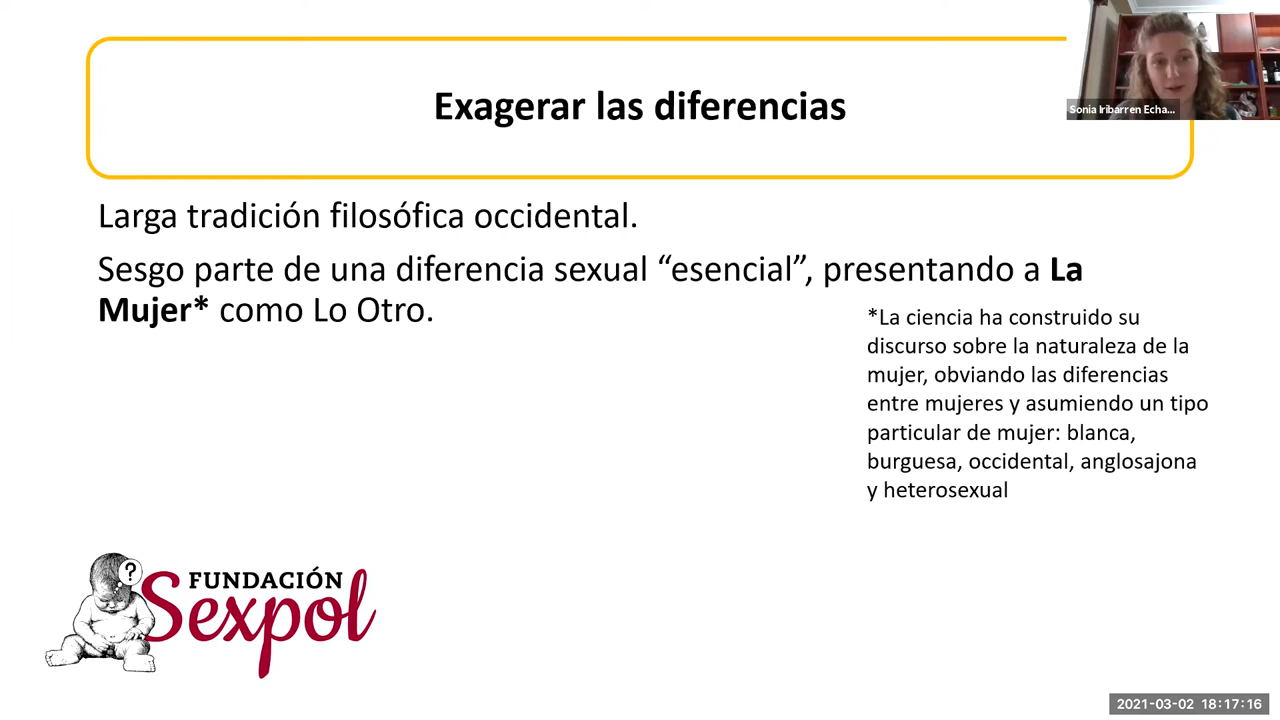 Exagerar las diferencias
Sonia Iribarren Echa...
Larga tradición filosófica occidental.
Sesgo parte de una diferencia sexual “esencial”, presentando a La
Mujer* como Lo Otro.
*La ciencia ha construido su
discurso sobre la naturaleza de la
mujer, obviando las diferencias
entre mujeres y asumiendo un tipo
particular de mujer: blanca,
burguesa, occidental, anglosajona
y heterosexual
?
FUNDACIÓN
Sexpol
2021-03-02 18:17:16